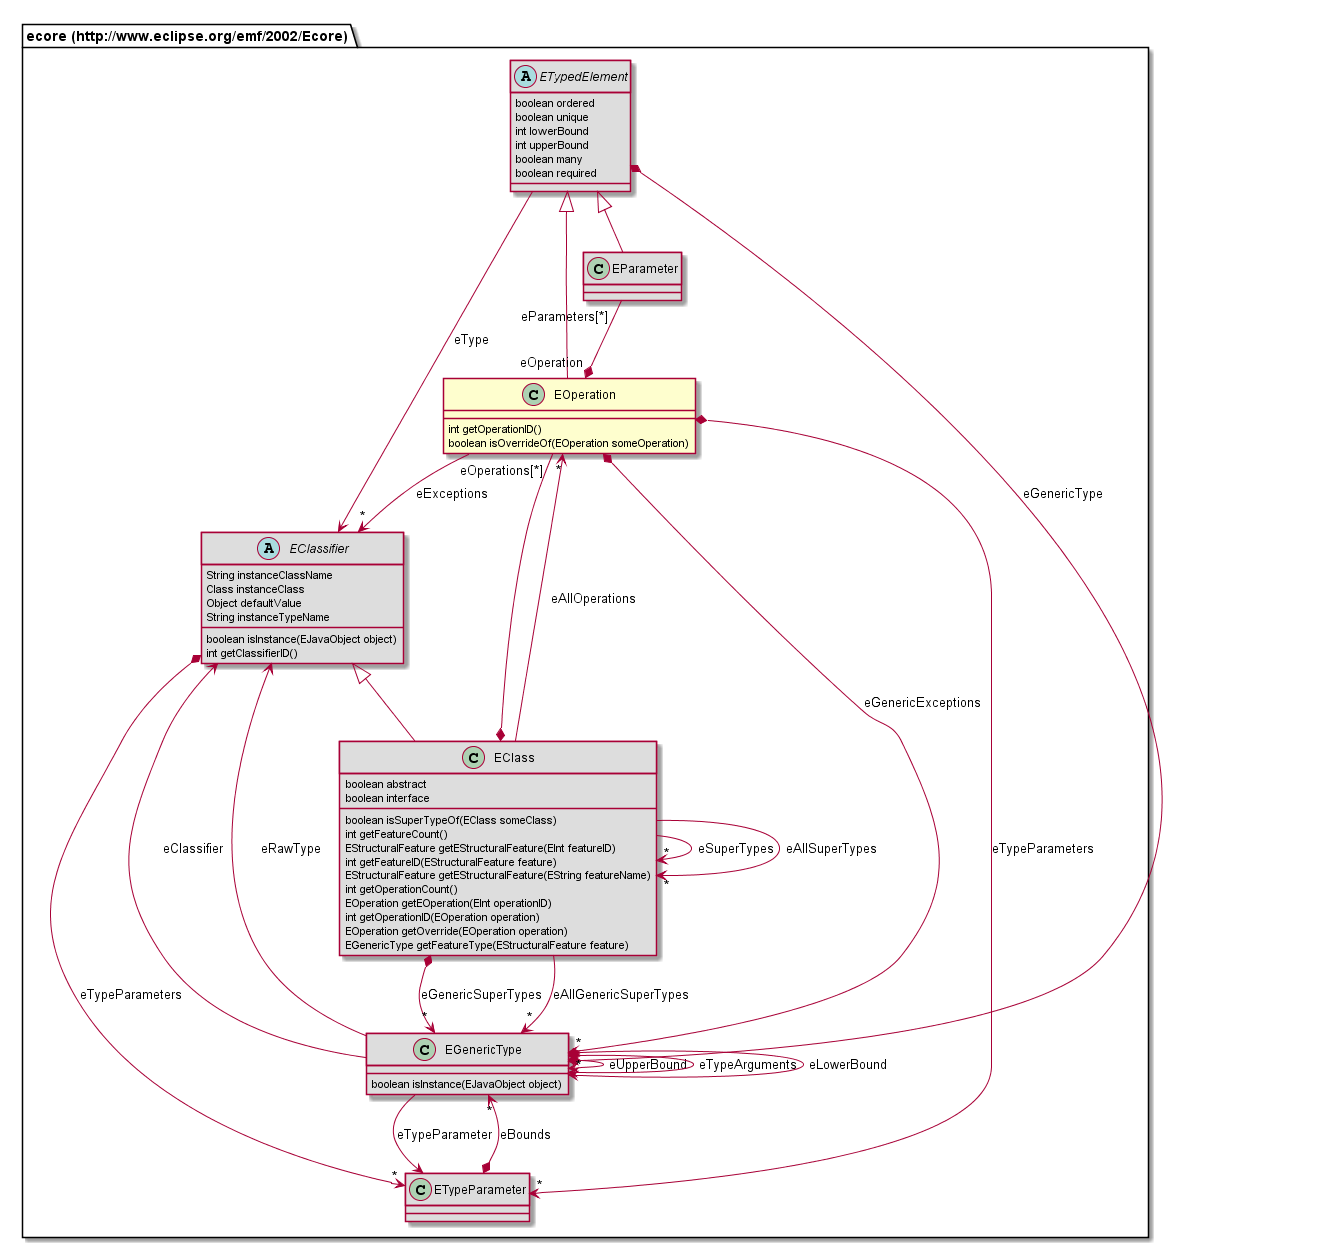 ecore (http://www.eclipse.org/emf/2002/Ecore)
A ETypedElement
boolean ordered
boolean unique
int lowerBound
int upperBound
boolean many
boolean required
C EParameter
eParameters[*]
eType
eOperation
C EOperation
int getOperationID()
boolean isOverrideOf(EOperation someOperation)
eOperations[*]
*
eExceptions
eGenericType
*
A EClassifier
String instanceClassName
Class instanceClass
Object defaultValue
String instanceTypeName
boolean isInstance(EJavaObject object)
int getClassifierID()
eAllOperations
eGenericExceptions
C EClass
boolean abstract
boolean interface
boolean isSuperTypeOf(EClass someClass)
int getFeatureCount()
EStructuralFeature getEStructuralFeature(EInt featureID)
int getFeatureID(EStructuralFeature feature)
EStructuralFeature getEStructuralFeature(EString featureName)
int getOperationCount()
EOperation getEOperation(EInt operationID)
int getOperationID(EOperation operation)
EOperation getOverride(EOperation operation)
EGenericType getFeatureType(EStructuralFeature feature)
eClassifier
eRawType
*
eSuperTypes
eAllSuperTypes
*
eTypeParameters
eTypeParameters
eGenericSuperTypes
eAllGenericSuperTypes
*
*
*
C EGenericType
boolean isInstance(EJavaObject object)
*
eUpperBound
eTypeArguments
eLowerBound
*
eTypeParameter
eBounds
*
*
C ETypeParameter